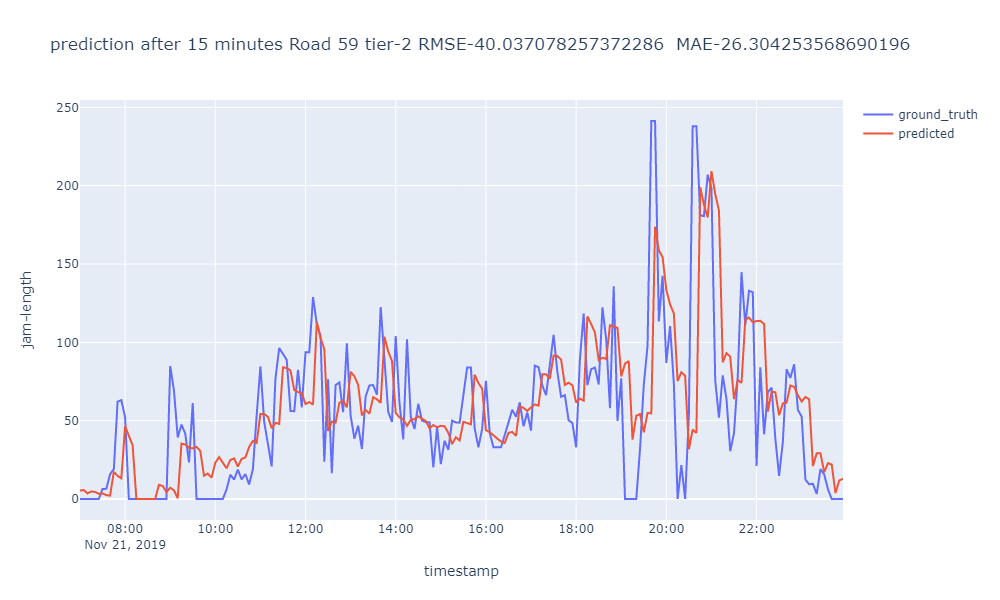 prediction after 15 minutes Road 59 tier-2 RMSE-40.037078257372286  MAE-26.304253568690196
ground_truth
predicted
250
200
150
100
50
0
jam-length
08:00 10:00 12:00 14:00 16:00 18:00 20:00 22:00
Nov 21, 2019
timestamp